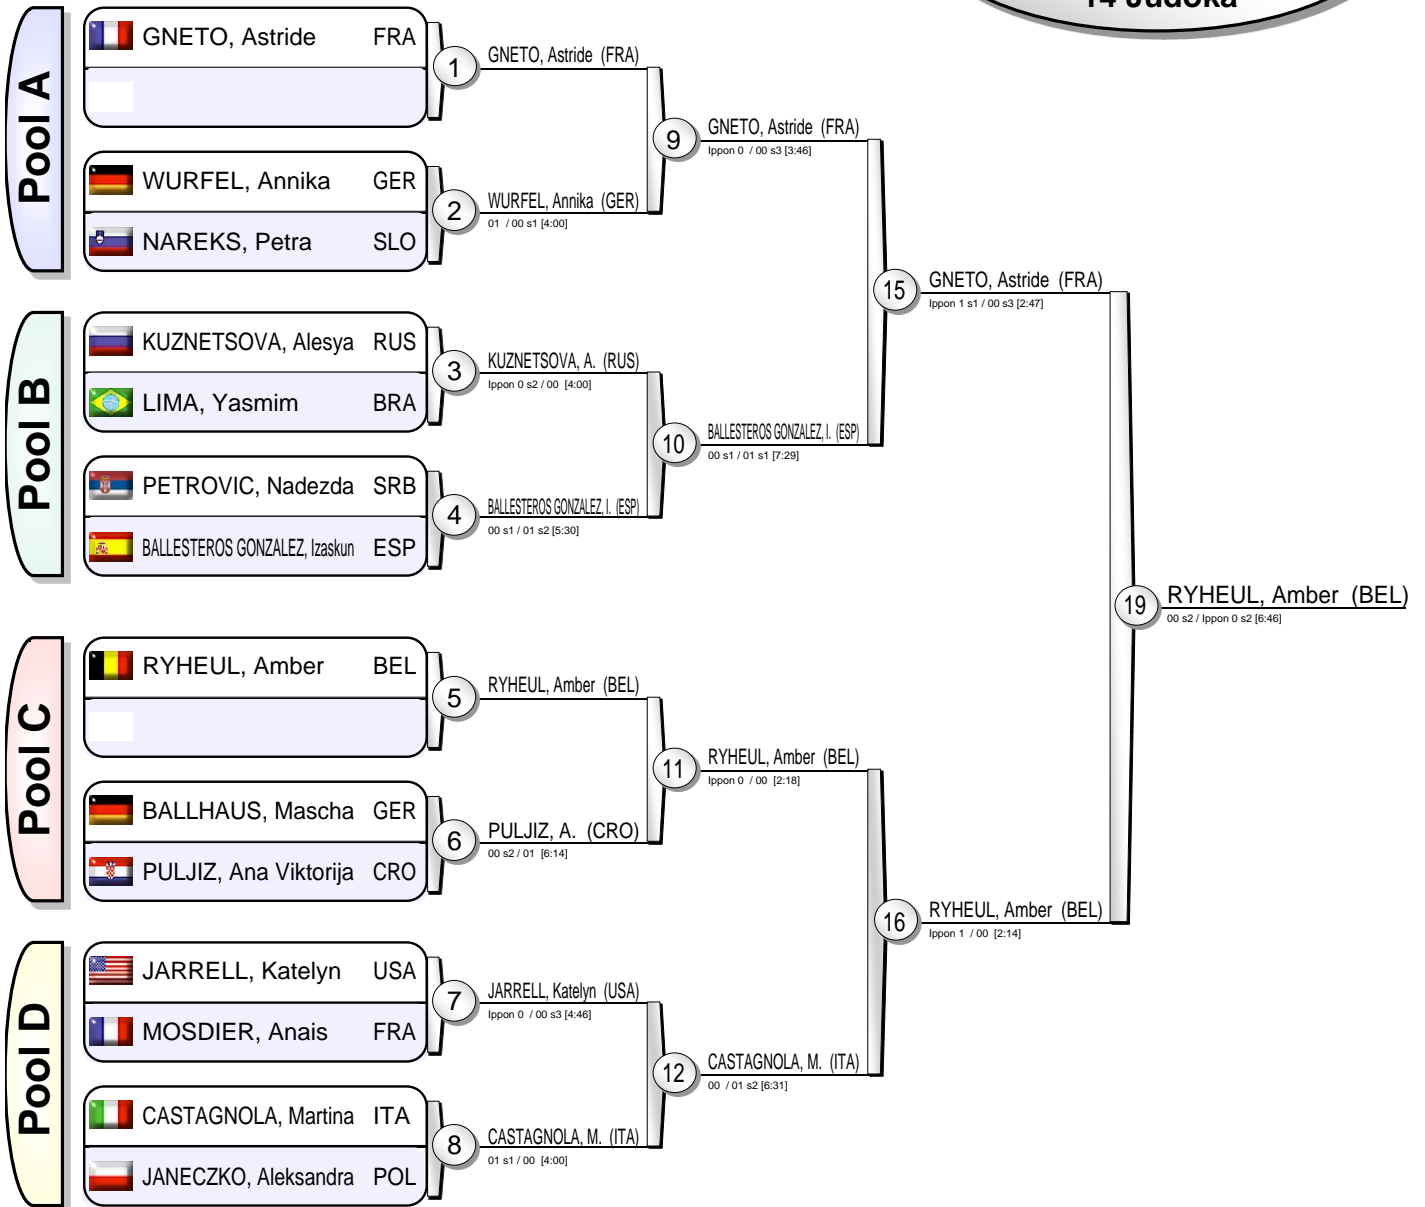 14 Judoka
Pool A
GNETO, Astride FRA
1
GNETO, Astride (FRA)
WURFEL, Annika GER
NAREKS, Petra SLO
2
WURFEL, Annika (GER)
01 / 00 s1 [4:00]
9
GNETO, Astride (FRA)
Ippon 0 / 00 s3 [3:46]
Pool B
KUZNETSOVA, Alesya RUS
LIMA, Yasmim BRA
3
KUZNETSOVA, A. (RUS)
Ippon 0 s2 / 00 [4:00]
PETROVIC, Nadezda SRB
BALLESTEROS GONZALEZ, Izaskun ESP
4
BALLESTEROS GONZALEZ, I. (ESP)
00 s1 / 01 s2 [5:30]
10
BALLESTEROS GONZALEZ, I. (ESP)
00 s1 / 01 s1 [7:29]
15
GNETO, Astride (FRA)
Ippon 1 s1 / 00 s3 [2:47]
Pool C
RYHEUL, Amber BEL
5
RYHEUL, Amber (BEL)
BALLHAUS, Mascha GER
PULJIZ, Ana Viktorija CRO
6
PULJIZ, A. (CRO)
00 s2 / 01 [6:14]
11
RYHEUL, Amber (BEL)
Ippon 0 / 00 [2:18]
Pool D
JARRELL, Katelyn USA
MOSDIER, Anais FRA
7
JARRELL, Katelyn (USA)
Ippon 0 / 00 s3 [4:46]
CASTAGNOLA, Martina ITA
JANECZKO, Aleksandra POL
8
CASTAGNOLA, M. (ITA)
01 s1 / 00 [4:00]
12
CASTAGNOLA, M. (ITA)
00 / 01 s2 [6:31]
16
RYHEUL, Amber (BEL)
Ippon 1 / 00 [2:14]
19
RYHEUL, Amber (BEL)
00 s2 / Ippon 0 s2 [6:46]